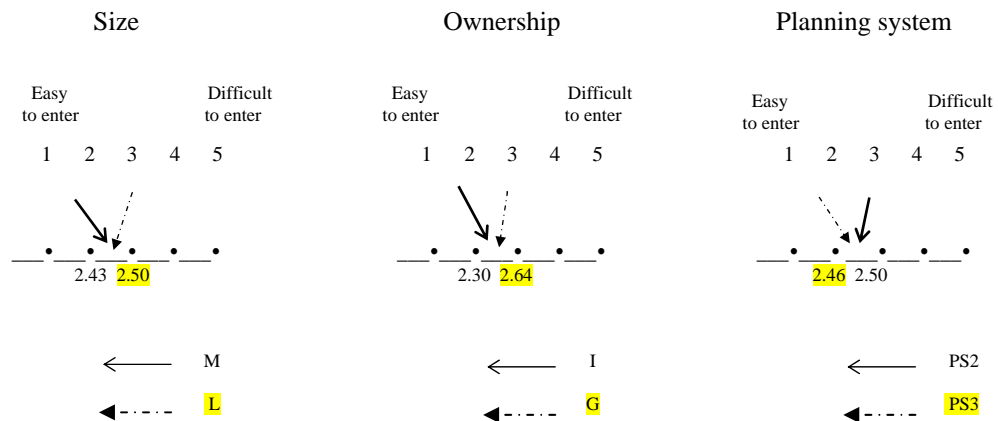 Size Ownership Planning system
Easy to enter Difficult to enter Easy to enter Difficult to enter Easy to enter Difficult to enter
1 2 3 4 5 1 2 3 4 5 1 2 3 4 5
2.43 2.50 2.30 2.64 2.46 2.50
M I PS2
L G PS3